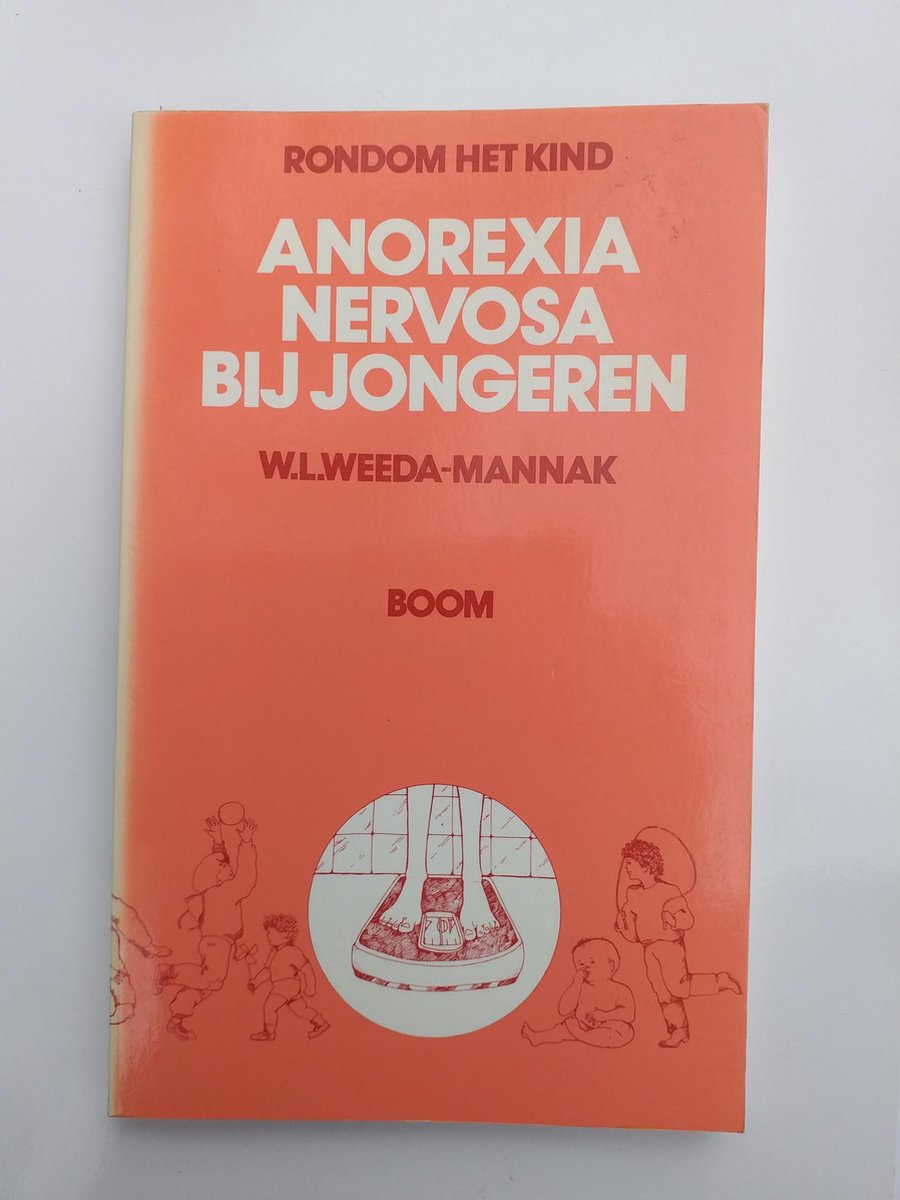 RONDOM HET KIND
ANOREXIA
NERVOSA
BIJ JONGEREN
W.L.WEEDA-MANNAK
BOOM